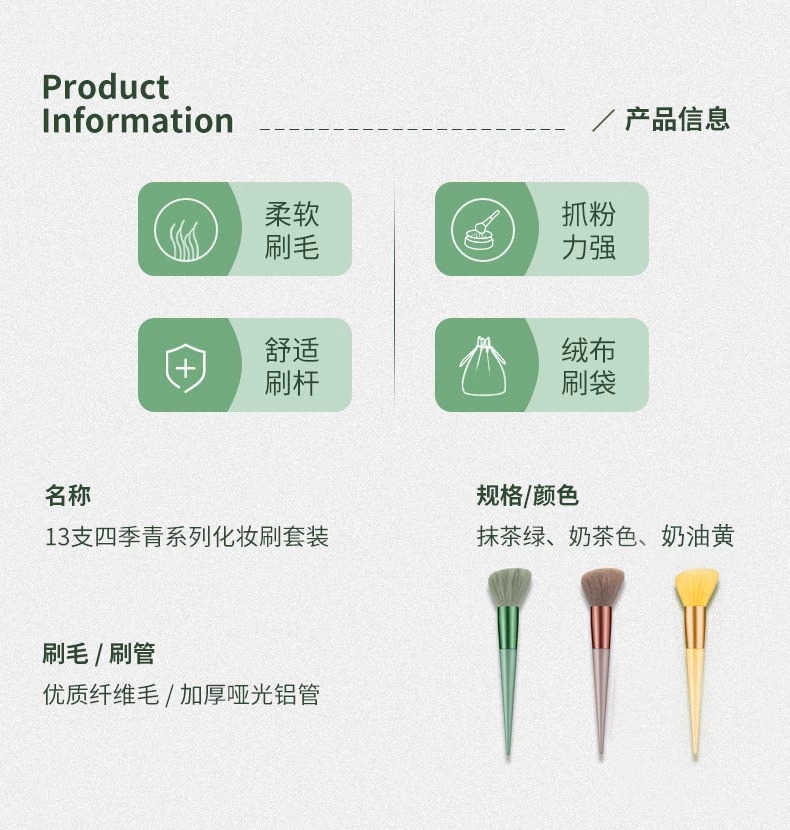 Product
Information
产品信息
柔软
刷毛
抓粉
力强
舒适
刷杆
绒布
刷袋
名称
13支四季青系列化妆刷套装
规格/颜色
抹茶绿、奶茶色、奶油黄
刷毛 / 刷管
优质纤维毛 / 加厚哑光铝管